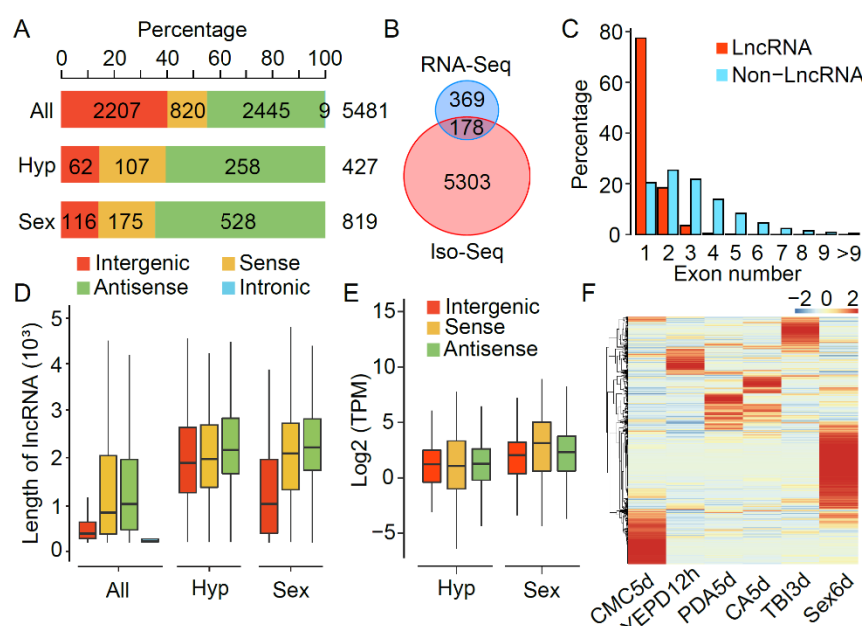 A
Percentage
0 20 40 60 80 100
All 2207 820 2445 9 5481
Hyp 62 107 258 427
Sex 116 175 528 819
Intergenic Sense
Antisense Intronic
B
RNA-Seq
369
178
5303
Iso-Seq
C
LncRNA
Non-LncRNA
Percentage
80
60
40
20
0
1 2 3 4 5 6 7 8 9 >9
Exon number
D
Length of lncRNA (10³)
5
4
3
2
1
0
All Hyp Sex
E
Intergenic
Sense
Antisense
Log2 (TPM)
15
10
5
0
−5
Hyp Sex
F
−2 0 2
CMC5d
YEPD12h
PDA5d
CA5d
TBI3d
Sex6d